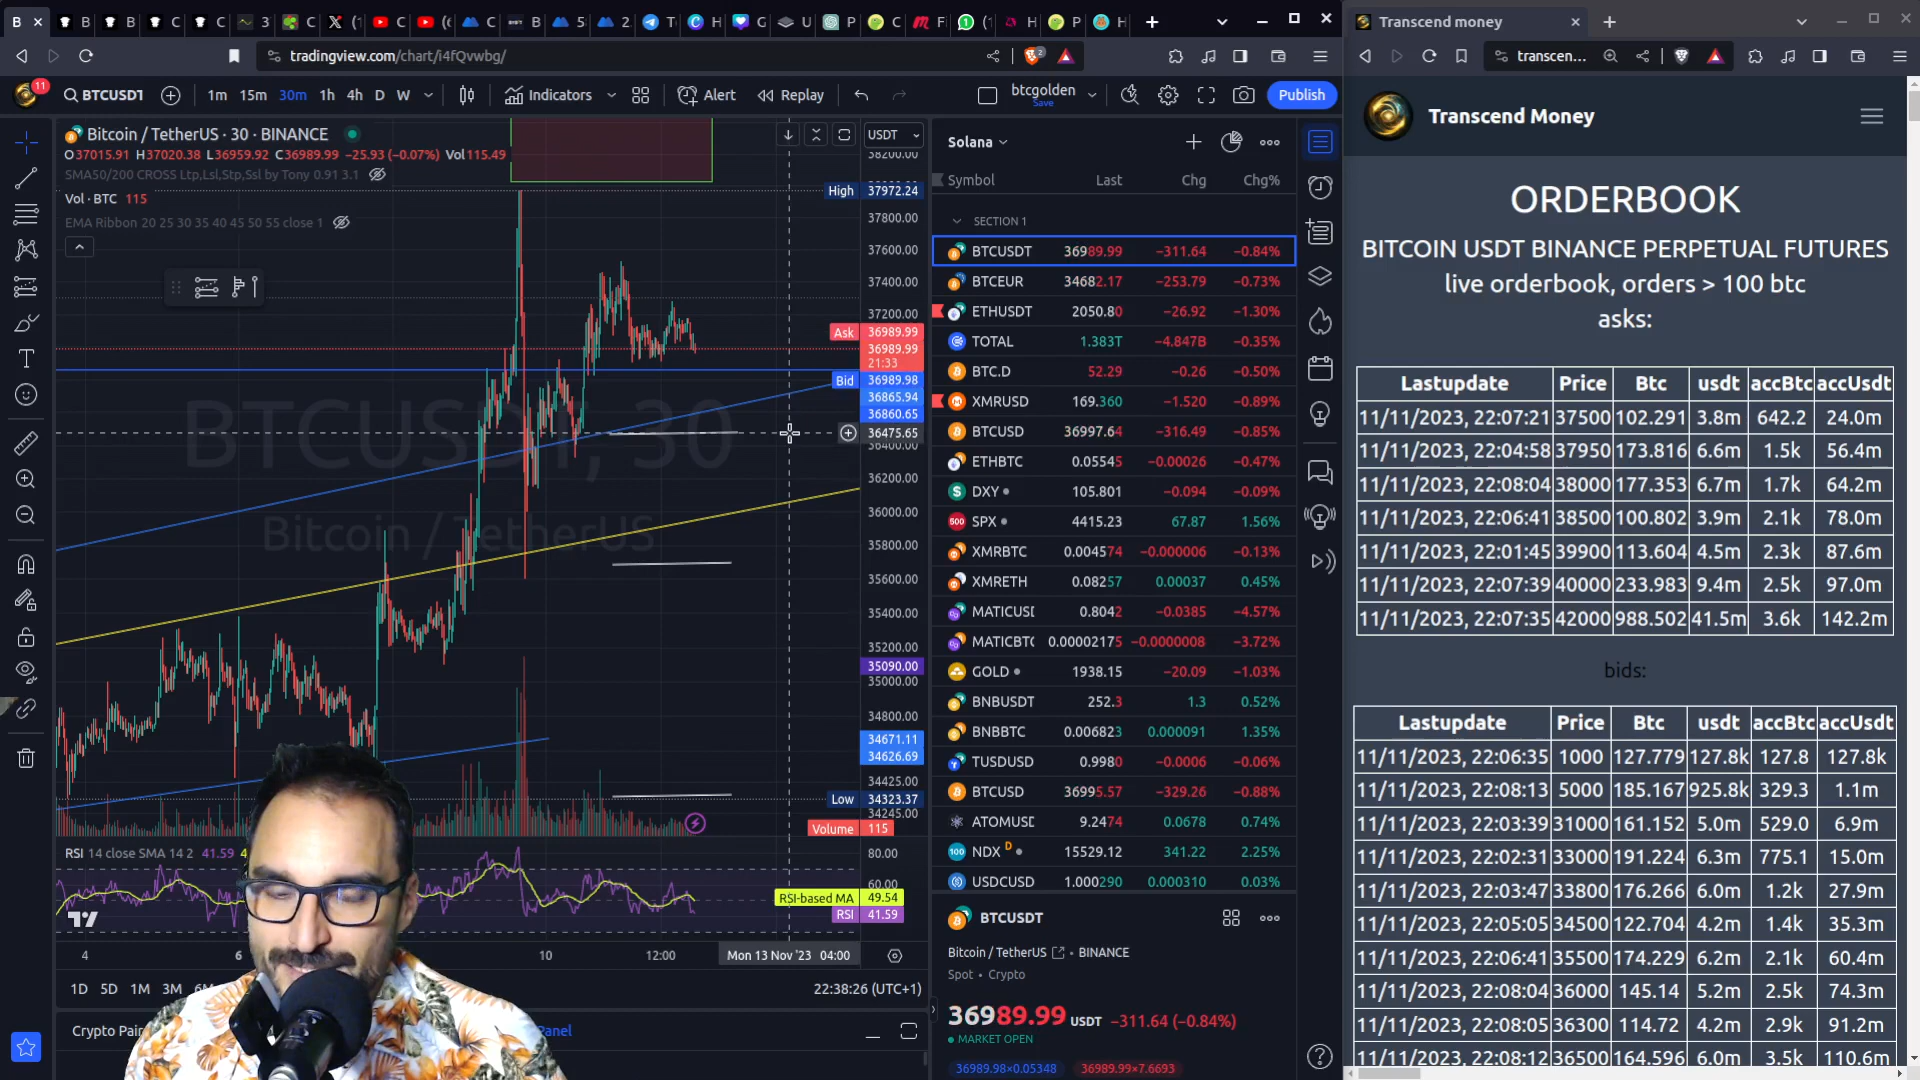 B
B
B
C
C
3
C
(1
C
(
C
B
5
2
T
H
G
U
P
C
F
(1
H
P
H
Transcend money
tradingview.com/chart/i4fQvwbg/
2
transcen...
11
BTCUSDT
1m 15m 30m 1h 4h D W
Indicators
Alert
Replay
btcgolden
Save
Publish
Transcend Money
Bitcoin / TetherUS · 30 · BINANCE
O37015.91 H37020.38 L36959.92 C36989.99 −25.93 (−0.07%) Vol115.49
SMA50/200 CROSS Ltp,Lsl,Stp,Ssl by Tony 0.91 3.1
Vol · BTC 115
EMA Ribbon 20 25 30 35 40 45 50 55 close 1
BTCUSDT, 30
Bitcoin / TetherUS
USDT
38200.00
High 37972.24
37800.00
37600.00
37400.00
37200.00
Ask 36989.99
36989.99
21:33
Bid 36989.98
36865.94
36860.65
36475.65
36400.00
36200.00
36000.00
35800.00
35600.00
35400.00
35200.00
35090.00
35000.00
34800.00
34671.11
34626.69
34425.00
Low 34323.37
34245.00
Volume 115
RSI 14 close SMA 14 2 41.59 4
80.00
60.00
RSI-based MA 49.54
RSI 41.59
4 6 10 12:00 Mon 13 Nov '23 04:00
1D 5D 1M 3M 6M
22:38:26 (UTC+1)
Crypto Pair
Panel
Solana
Symbol Last Chg Chg%
SECTION 1
BTCUSDT 36989.99 −311.64 −0.84%
BTCEUR 34682.17 −253.79 −0.73%
ETHUSDT 2050.80 −26.92 −1.30%
TOTAL 1.383T −4.847B −0.35%
BTC.D 52.29 −0.26 −0.50%
XMRUSD 169.360 −1.520 −0.89%
BTCUSD 36997.64 −316.49 −0.85%
ETHBTC 0.05545 −0.00026 −0.47%
DXY 105.801 −0.094 −0.09%
500 SPX 4415.23 67.87 1.56%
XMRBTC 0.004574 −0.000006 −0.13%
XMRETH 0.08257 0.00037 0.45%
MATICUSD 0.8042 −0.0385 −4.57%
MATICBTC 0.00002175 −0.0000008 −3.72%
GOLD 1938.15 −20.09 −1.03%
BNBUSDT 252.3 1.3 0.52%
BNBBTC 0.006823 0.000091 1.35%
TUSDUSD 0.9980 −0.0006 −0.06%
BTCUSD 36995.57 −329.26 −0.88%
ATOMUSD 9.2474 0.0678 0.74%
100 NDX D 15529.12 341.22 2.25%
USDCUSD 1.000290 0.000310 0.03%
BTCUSDT
Bitcoin / TetherUS • BINANCE
Spot • Crypto
36989.99 USDT −311.64 (−0.84%)
MARKET OPEN
36989.98×0.05348 36989.99×7.6693
ORDERBOOK
BITCOIN USDT BINANCE PERPETUAL FUTURES
live orderbook, orders > 100 btc
asks:
Lastupdate Price Btc usdt accBtc accUsdt
11/11/2023, 22:07:21 37500 102.291 3.8m 642.2 24.0m
11/11/2023, 22:04:58 37950 173.816 6.6m 1.5k 56.4m
11/11/2023, 22:08:04 38000 177.353 6.7m 1.7k 64.2m
11/11/2023, 22:06:41 38500 100.802 3.9m 2.1k 78.0m
11/11/2023, 22:01:45 39900 113.604 4.5m 2.3k 87.6m
11/11/2023, 22:07:39 40000 233.983 9.4m 2.5k 97.0m
11/11/2023, 22:07:35 42000 988.502 41.5m 3.6k 142.2m
bids:
Lastupdate Price Btc usdt accBtc accUsdt
11/11/2023, 22:06:35 1000 127.779 127.8k 127.8 127.8k
11/11/2023, 22:08:13 5000 185.167 925.8k 329.3 1.1m
11/11/2023, 22:03:39 31000 161.152 5.0m 529.0 6.9m
11/11/2023, 22:02:31 33000 191.224 6.3m 775.1 15.0m
11/11/2023, 22:03:47 33800 176.266 6.0m 1.2k 27.9m
11/11/2023, 22:05:05 34500 122.704 4.2m 1.4k 35.3m
11/11/2023, 22:06:41 35500 174.229 6.2m 2.1k 60.4m
11/11/2023, 22:08:04 36000 145.14 5.2m 2.5k 74.3m
11/11/2023, 22:08:05 36300 114.72 4.2m 2.9k 91.2m
11/11/2023, 22:08:12 36500 164.596 6.0m 3.5k 110.6m